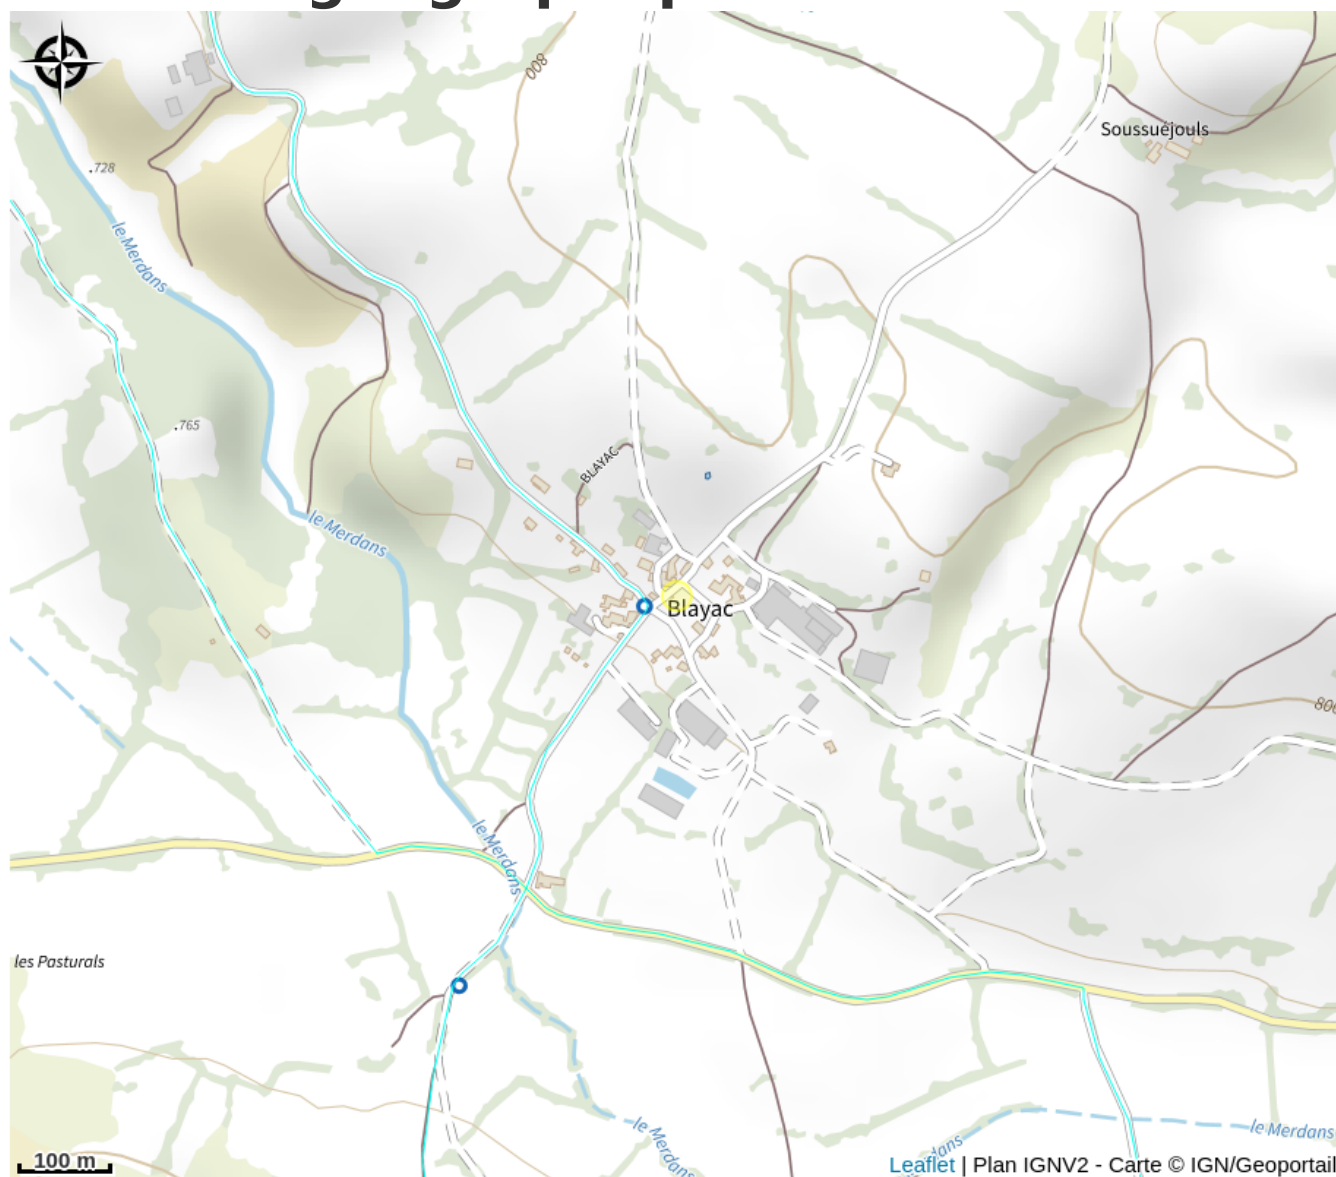 800
Soussuéjouls
.728
le Merdans
.765
BLAYAC
le Merdans
Blayac
le Merdans
les Pasturals
le Merdans
le Merdans
100 m
Leaflet | Plan IGNV2 - Carte © IGN/Geoportail